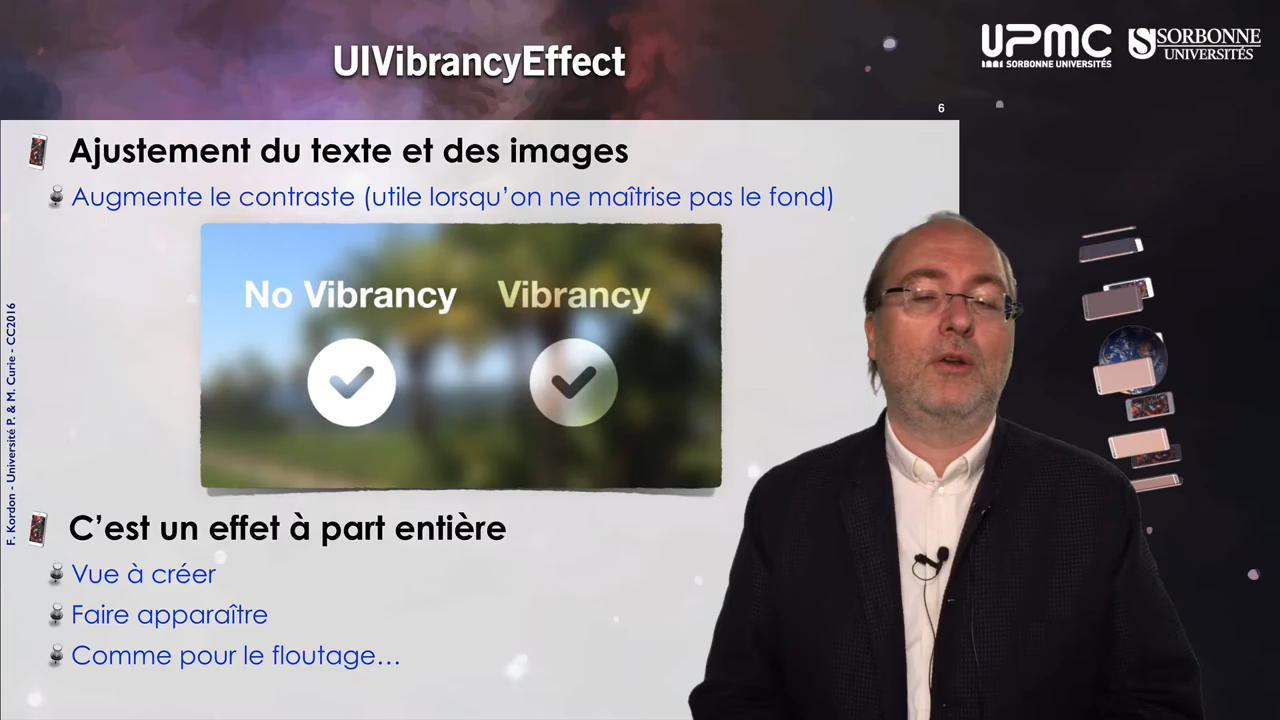 UIVibrancyEffect
UPMC
SORBONNE UNIVERSITÉS
SORBONNE
UNIVERSITÉS
6
Ajustement du texte et des images
Augmente le contraste (utile lorsqu’on ne maîtrise pas le fond)
No Vibrancy
Vibrancy
C’est un effet à part entière
Vue à créer
Faire apparaître
Comme pour le floutage…
F. Kordon - Université P. & M. Curie - CC2016